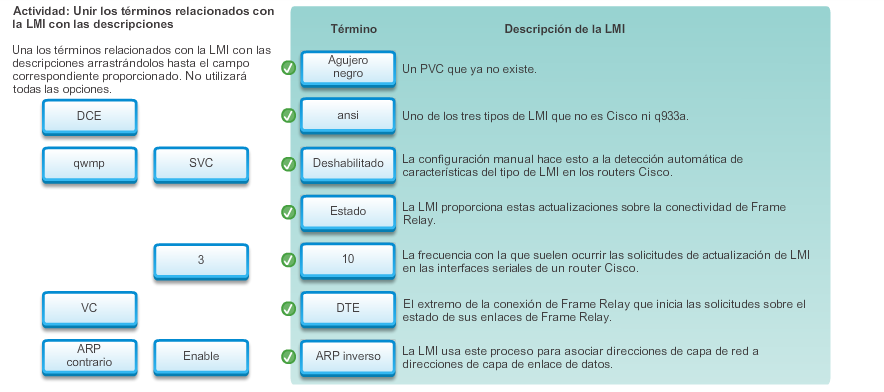 Actividad: Unir los términos relacionados con
la LMI con las descripciones
Una los términos relacionados con la LMI con las
descripciones arrastrándolos hasta el campo
correspondiente proporcionado. No utilizará
todas las opciones.
DCE
qwmp
SVC
3
VC
ARP
contrario
Enable
Término
Descripción de la LMI
Agujero
negro
Un PVC que ya no existe.
ansi
Uno de los tres tipos de LMI que no es Cisco ni q933a.
Deshabilitado
La configuración manual hace esto a la detección automática de
características del tipo de LMI en los routers Cisco.
Estado
La LMI proporciona estas actualizaciones sobre la conectividad de Frame
Relay.
10
La frecuencia con la que suelen ocurrir las solicitudes de actualización de LMI
en las interfaces seriales de un router Cisco.
DTE
El extremo de la conexión de Frame Relay que inicia las solicitudes sobre el
estado de sus enlaces de Frame Relay.
ARP inverso
La LMI usa este proceso para asociar direcciones de capa de red a
direcciones de capa de enlace de datos.